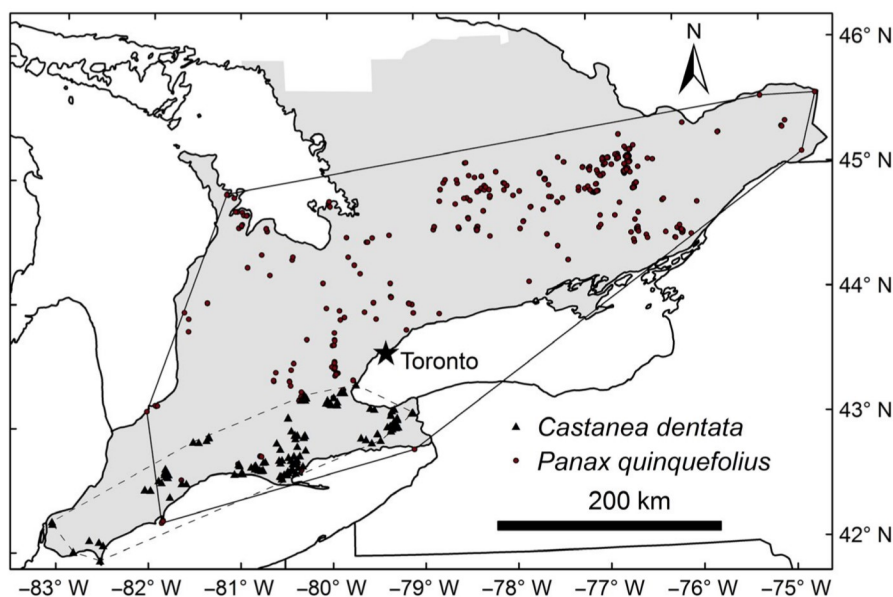 N
46° N
45° N
44° N
43° N
42° N
Toronto
Castanea dentata
Panax quinquefolius
200 km
−83° W −82° W −81° W −80° W −79° W −78° W −77° W −76° W −75° W